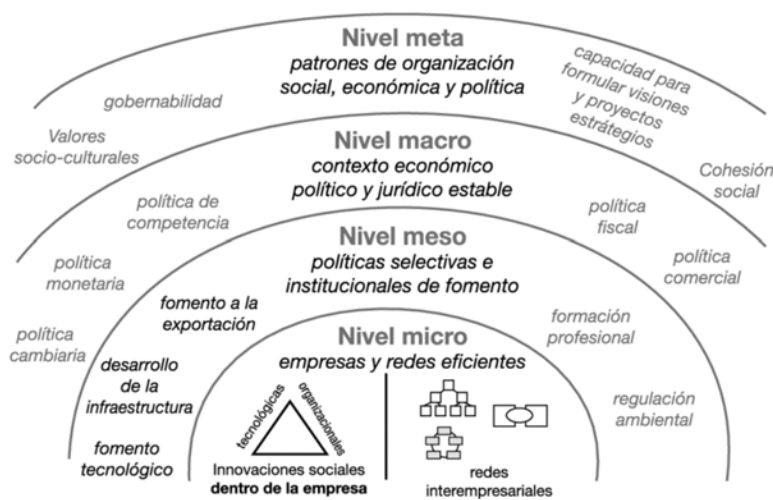 Nivel meta
patrones de organización
social, económica y política
gobernabilidad
Valores
socio-culturales
capacidad para
formular visiones
y proyectos
estrátegios
Cohesión
social
Nivel macro
contexto económico
político y jurídico estable
política de
competencia
política
monetaria
política
cambiaria
política
fiscal
política
comercial
Nivel meso
políticas selectivas e
institucionales de fomento
fomento a la
exportación
desarrollo
de la
infraestructura
fomento
tecnológico
formación
profesional
regulación
ambiental
Nivel micro
empresas y redes eficientes
tecnológicas
organizacionales
Innovaciones sociales
dentro de la empresa
redes
interempresariales